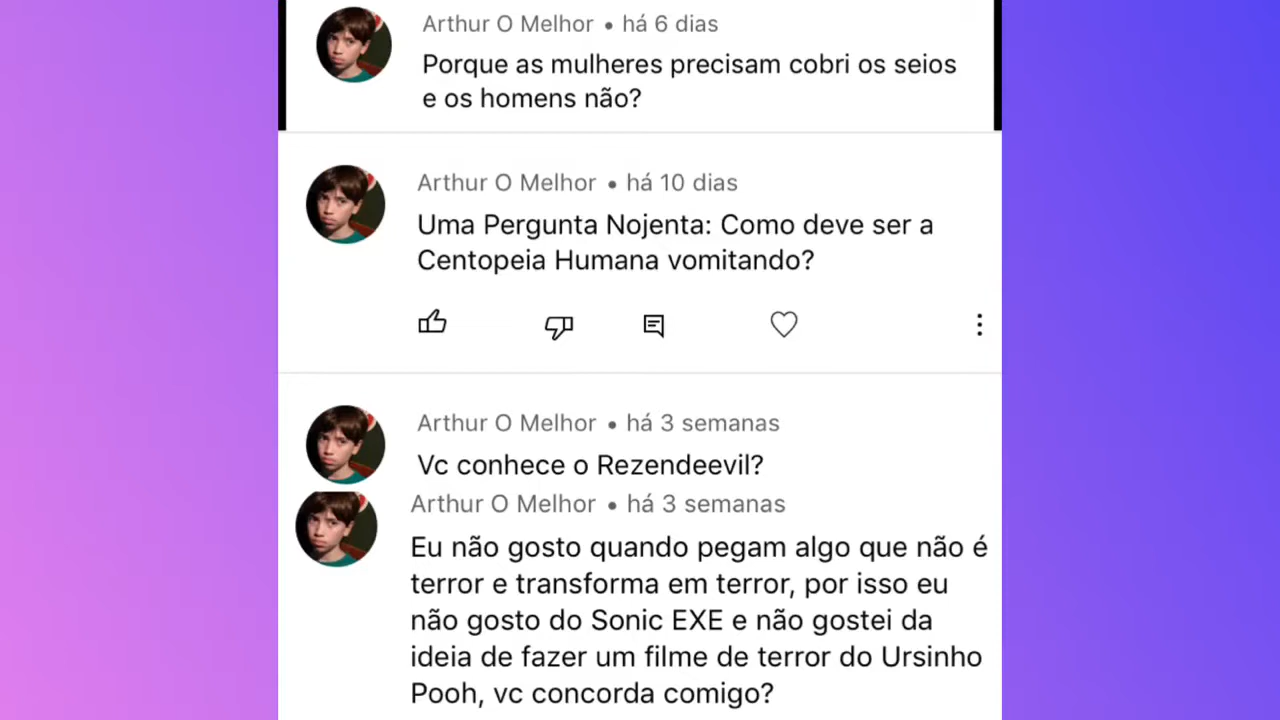 Arthur O Melhor • há 6 dias
Porque as mulheres precisam cobri os seios
e os homens não?
Arthur O Melhor • há 10 dias
Uma Pergunta Nojenta: Como deve ser a
Centopeia Humana vomitando?
Arthur O Melhor • há 3 semanas
Vc conhece o Rezendeevil?
Arthur O Melhor • há 3 semanas
Eu não gosto quando pegam algo que não é
terror e transforma em terror, por isso eu
não gosto do Sonic EXE e não gostei da
ideia de fazer um filme de terror do Ursinho
Pooh, vc concorda comigo?